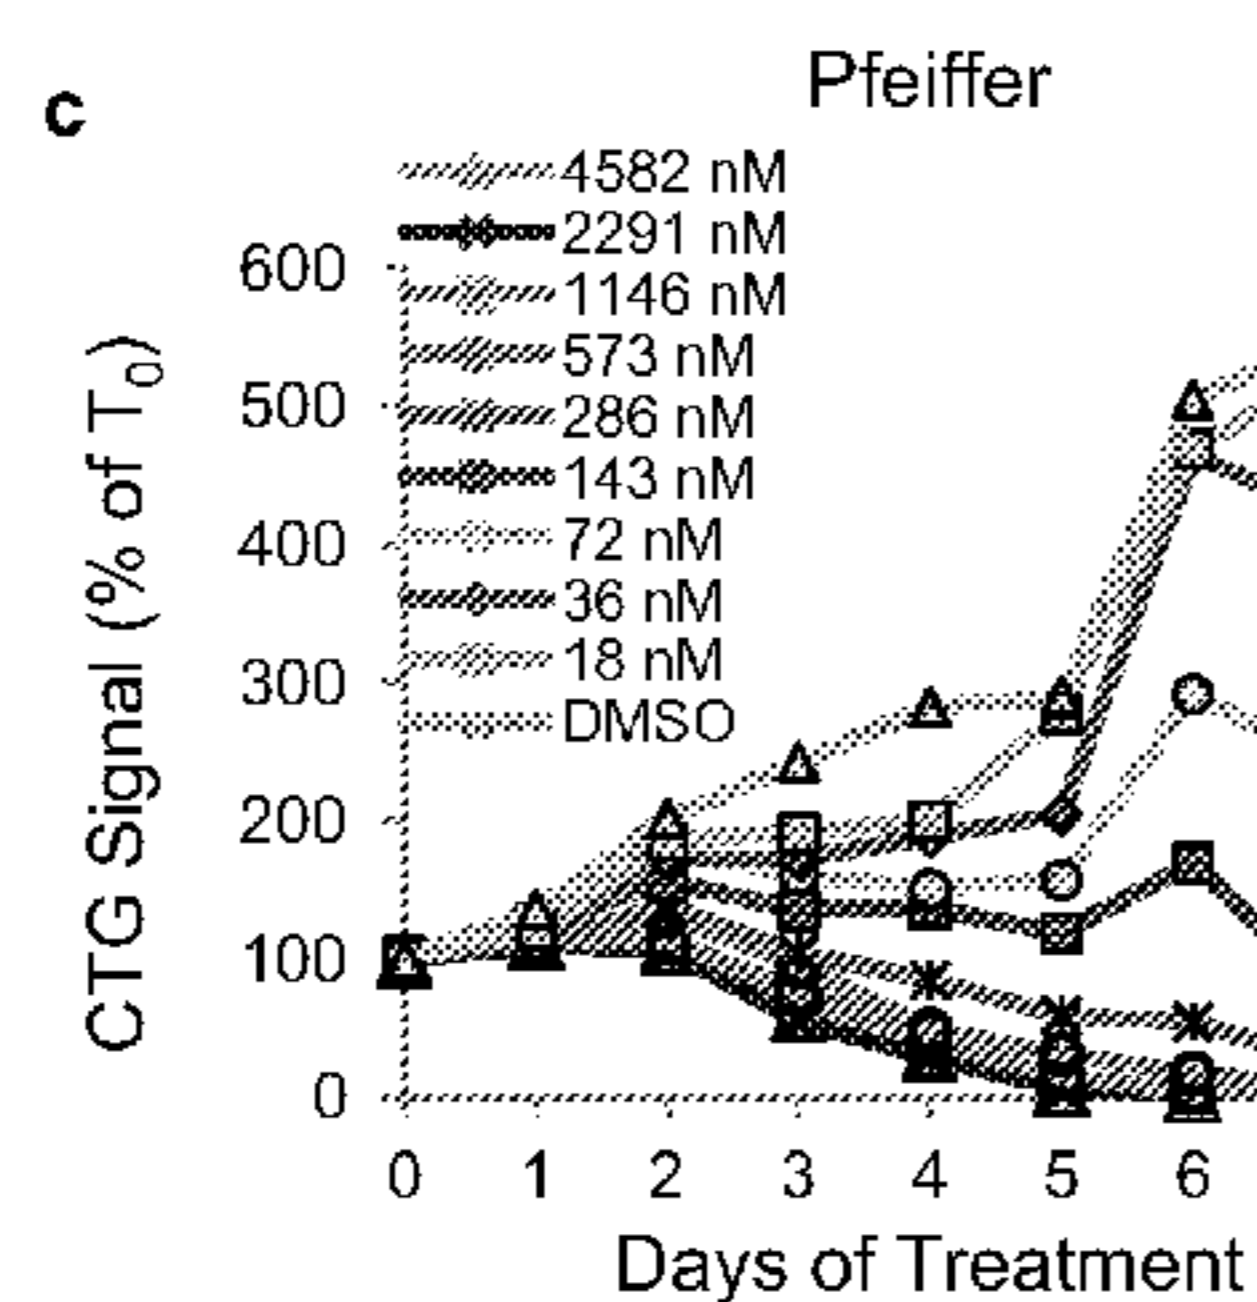 c
Pfeiffer
4582 nM
2291 nM
1146 nM
573 nM
286 nM
143 nM
72 nM
36 nM
18 nM
DMSO
CTG Signal (% of T0)
600
500
400
300
200
100
0
0 1 2 3 4 5 6
Days of Treatment